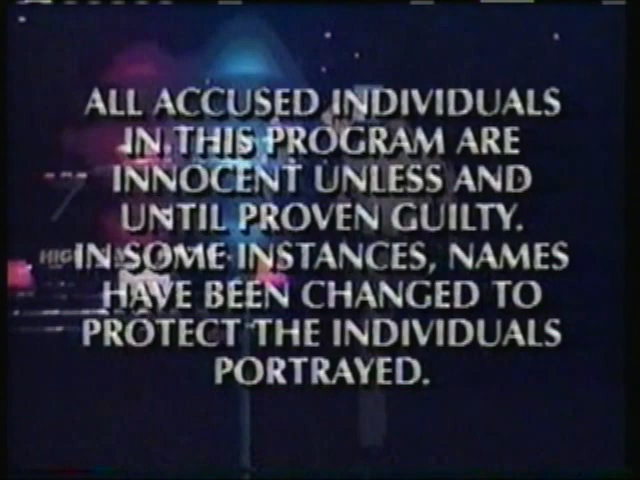 ALL ACCUSED INDIVIDUALS
IN THIS PROGRAM ARE
INNOCENT UNLESS AND
UNTIL PROVEN GUILTY.
IN SOME INSTANCES, NAMES
HAVE BEEN CHANGED TO
PROTECT THE INDIVIDUALS
PORTRAYED.